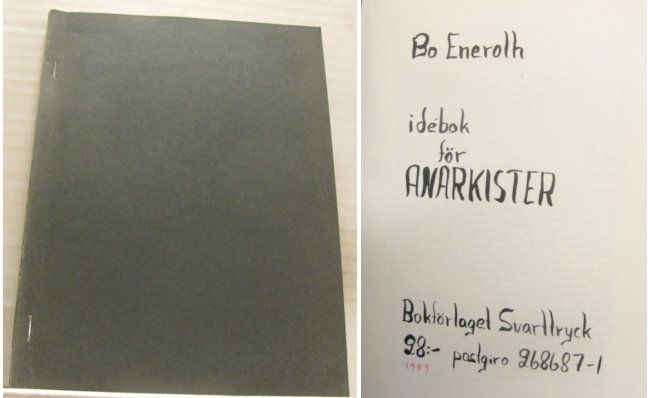 Bo Eneroth
idébok
för
ANARKISTER
Bokförlaget Svarttryck
28:- postgiro 268687-1
1983